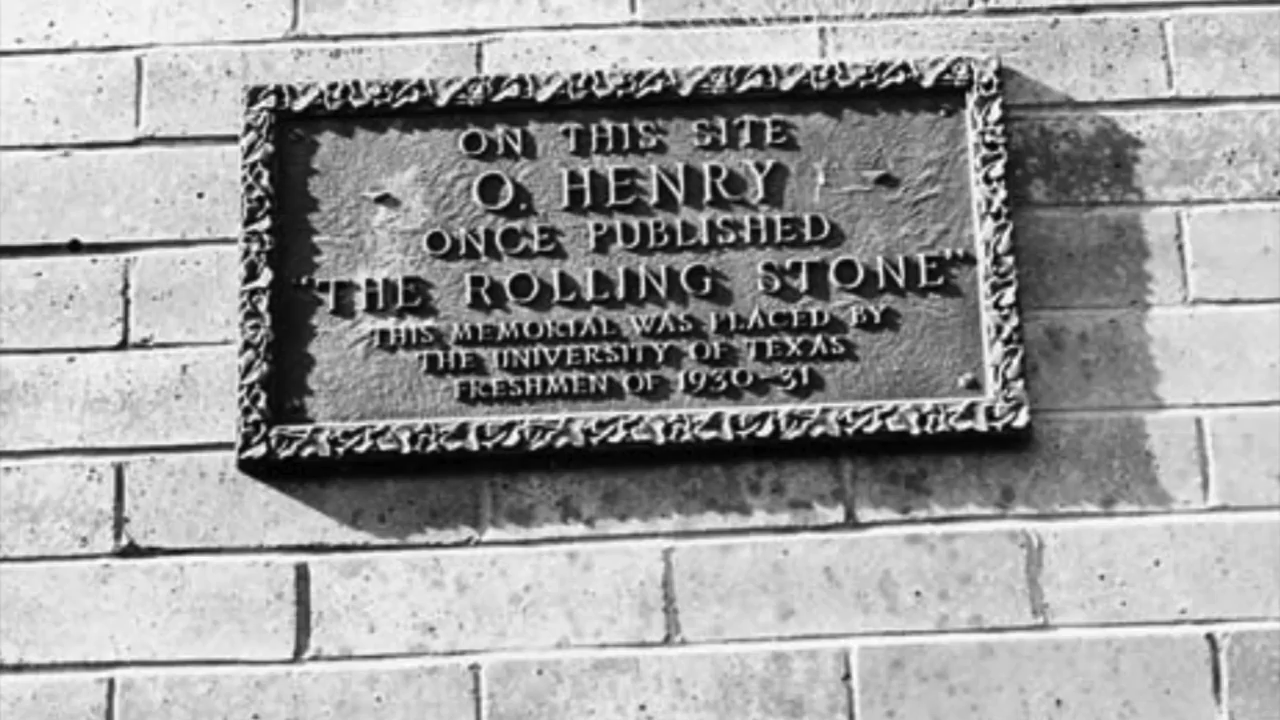 ON THIS SITE
O. HENRY
ONCE PUBLISHED
"THE ROLLING STONE"
THIS MEMORIAL WAS PLACED BY
THE UNIVERSITY OF TEXAS
FRESHMEN OF 1930-31